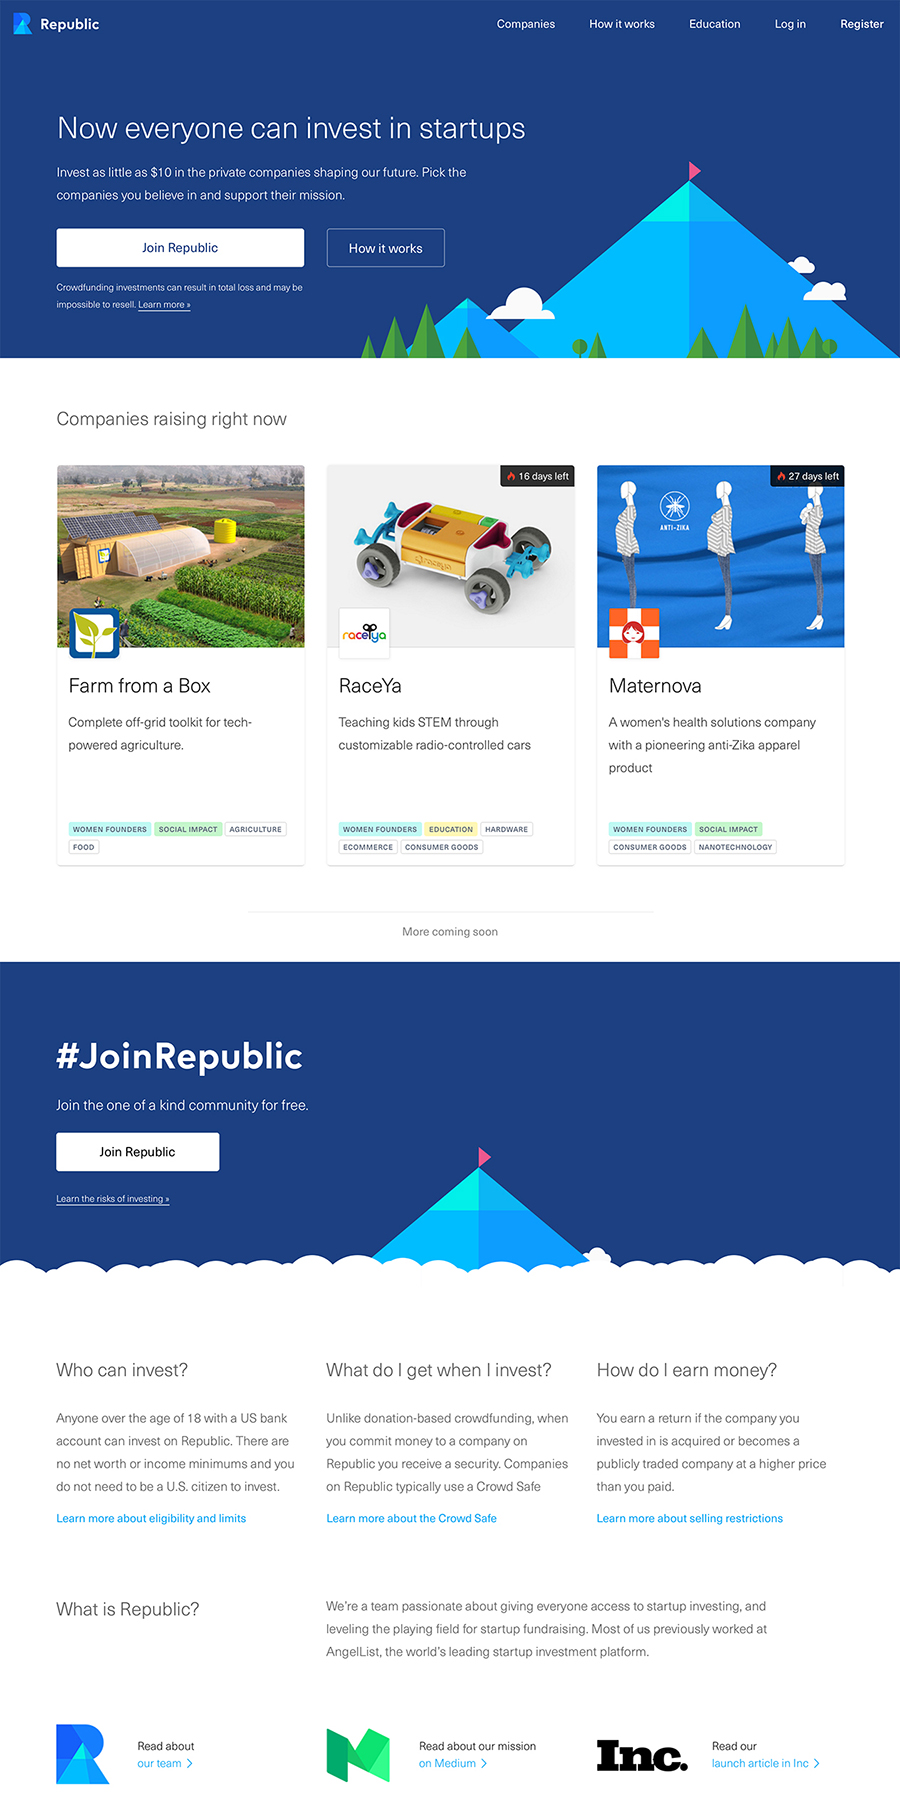 Republic
Companies
How it works
Education
Log in
Register
Now everyone can invest in startups
Invest as little as $10 in the private companies shaping our future. Pick the
companies you believe in and support their mission.
Join Republic
How it works
Crowdfunding investments can result in total loss and may be
impossible to resell. Learn more »
Companies raising right now
Farm from a Box
Complete off-grid toolkit for tech-
powered agriculture.
WOMEN FOUNDERS
SOCIAL IMPACT
AGRICULTURE
FOOD
16 days left
raceya
raceya
RaceYa
Teaching kids STEM through
customizable radio-controlled cars
WOMEN FOUNDERS
EDUCATION
HARDWARE
ECOMMERCE
CONSUMER GOODS
27 days left
ANTI-ZIKA
Maternova
A women's health solutions company
with a pioneering anti-Zika apparel
product
WOMEN FOUNDERS
SOCIAL IMPACT
CONSUMER GOODS
NANOTECHNOLOGY
More coming soon
#JoinRepublic
Join the one of a kind community for free.
Join Republic
Learn the risks of investing »
Who can invest?
Anyone over the age of 18 with a US bank
account can invest on Republic. There are
no net worth or income minimums and you
do not need to be a U.S. citizen to invest.
Learn more about eligibility and limits
What do I get when I invest?
Unlike donation-based crowdfunding, when
you commit money to a company on
Republic you receive a security. Companies
on Republic typically use a Crowd Safe
Learn more about the Crowd Safe
How do I earn money?
You earn a return if the company you
invested in is acquired or becomes a
publicly traded company at a higher price
than you paid.
Learn more about selling restrictions
What is Republic?
We're a team passionate about giving everyone access to startup investing, and
leveling the playing field for startup fundraising. Most of us previously worked at
AngelList, the world's leading startup investment platform.
Read about
our team
Read about our mission
on Medium
Inc.
Read our
launch article in Inc